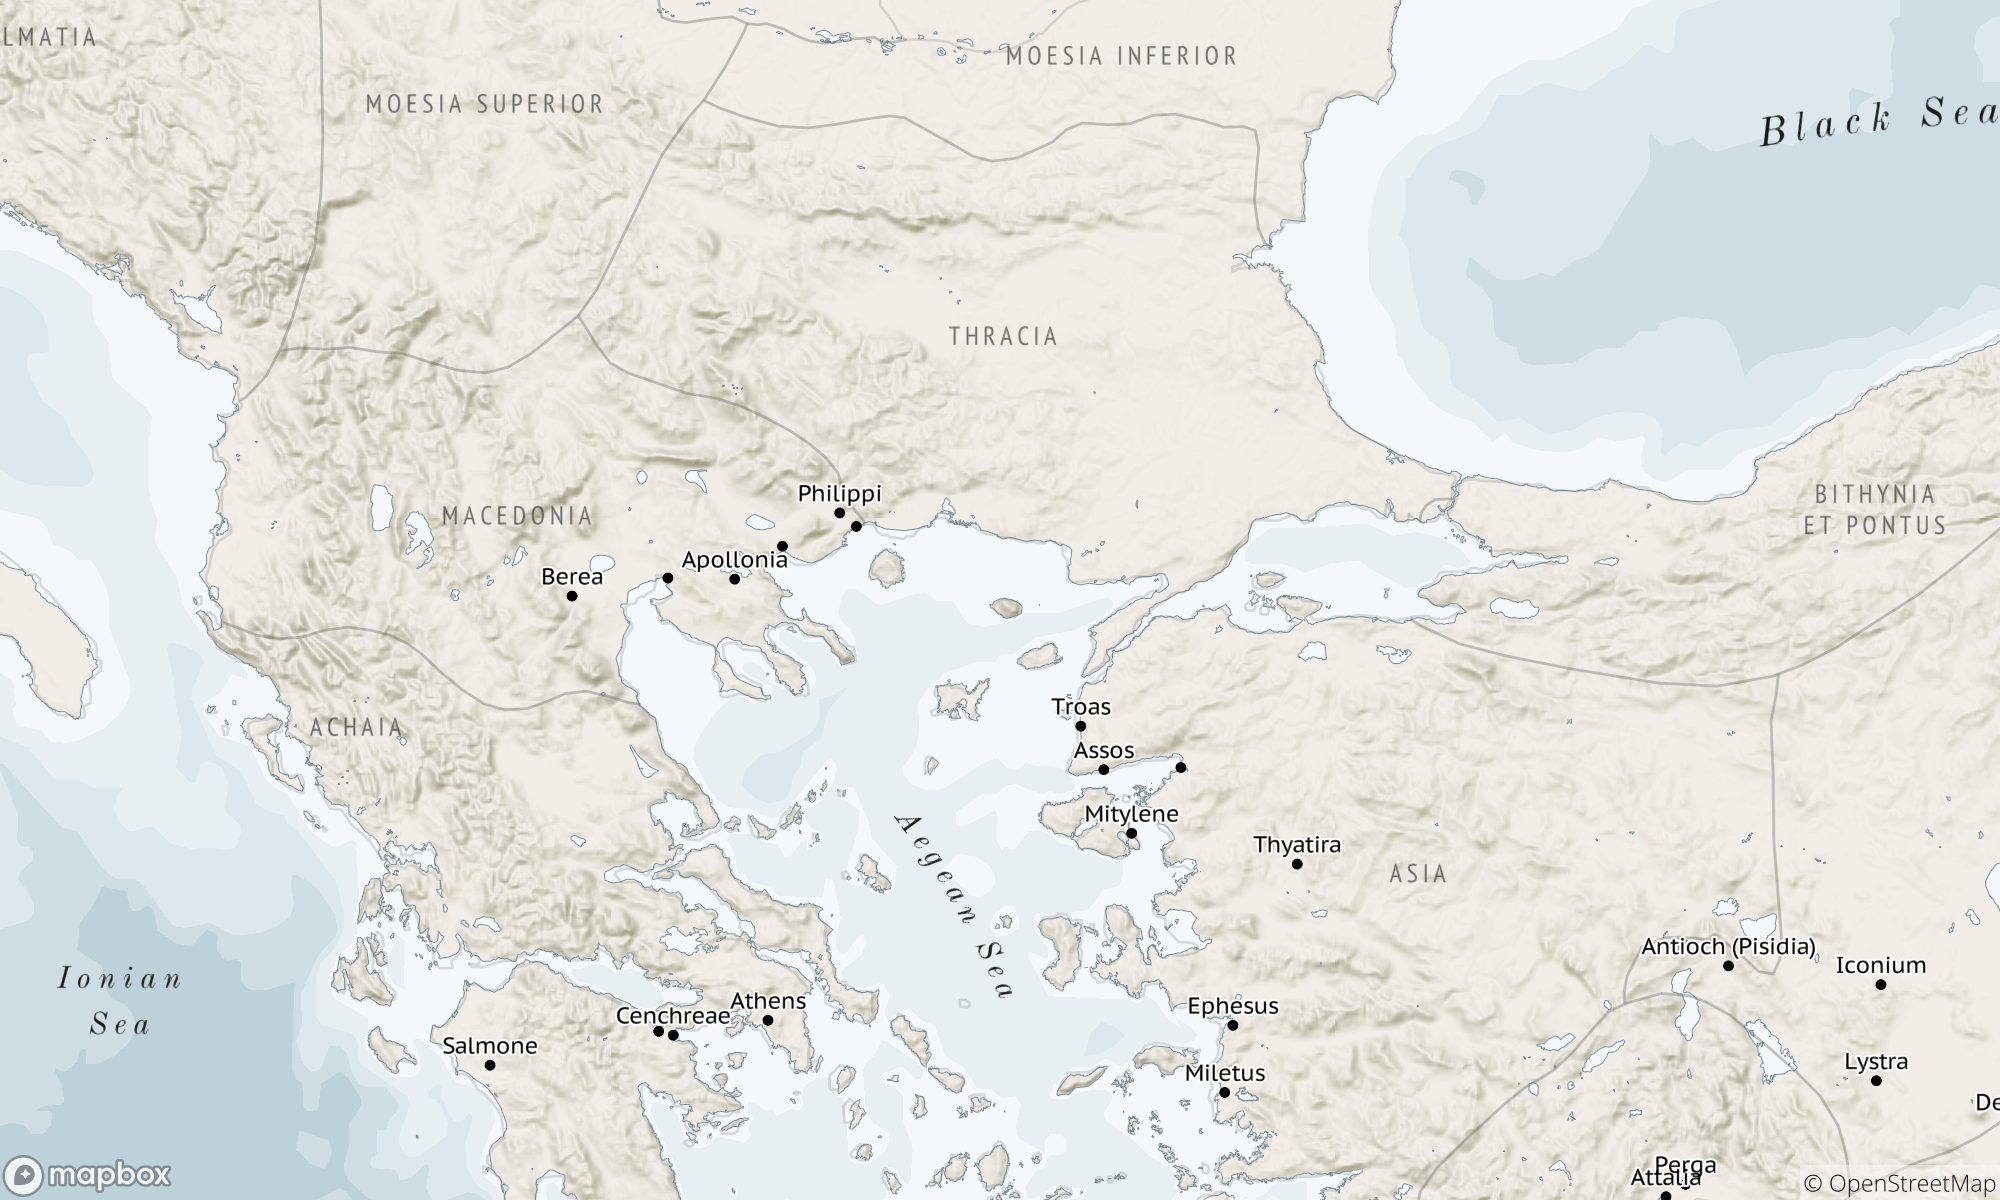 LMATIA
MOESIA INFERIOR
MOESIA SUPERIOR
Black Sea
THRACIA
Philippi
BITHYNIA
ET PONTUS
MACEDONIA
Apollonia
Berea
Troas
ACHAIA
Assos
Mitylene
Thyatira
ASIA
Aegean Sea
Antioch (Pisidia)
Iconium
Ionian
Sea
Athens
Ephesus
Cenchreae
Salmone
Lystra
Miletus
De
Perga
Attalia
mapbox
© OpenStreetMap